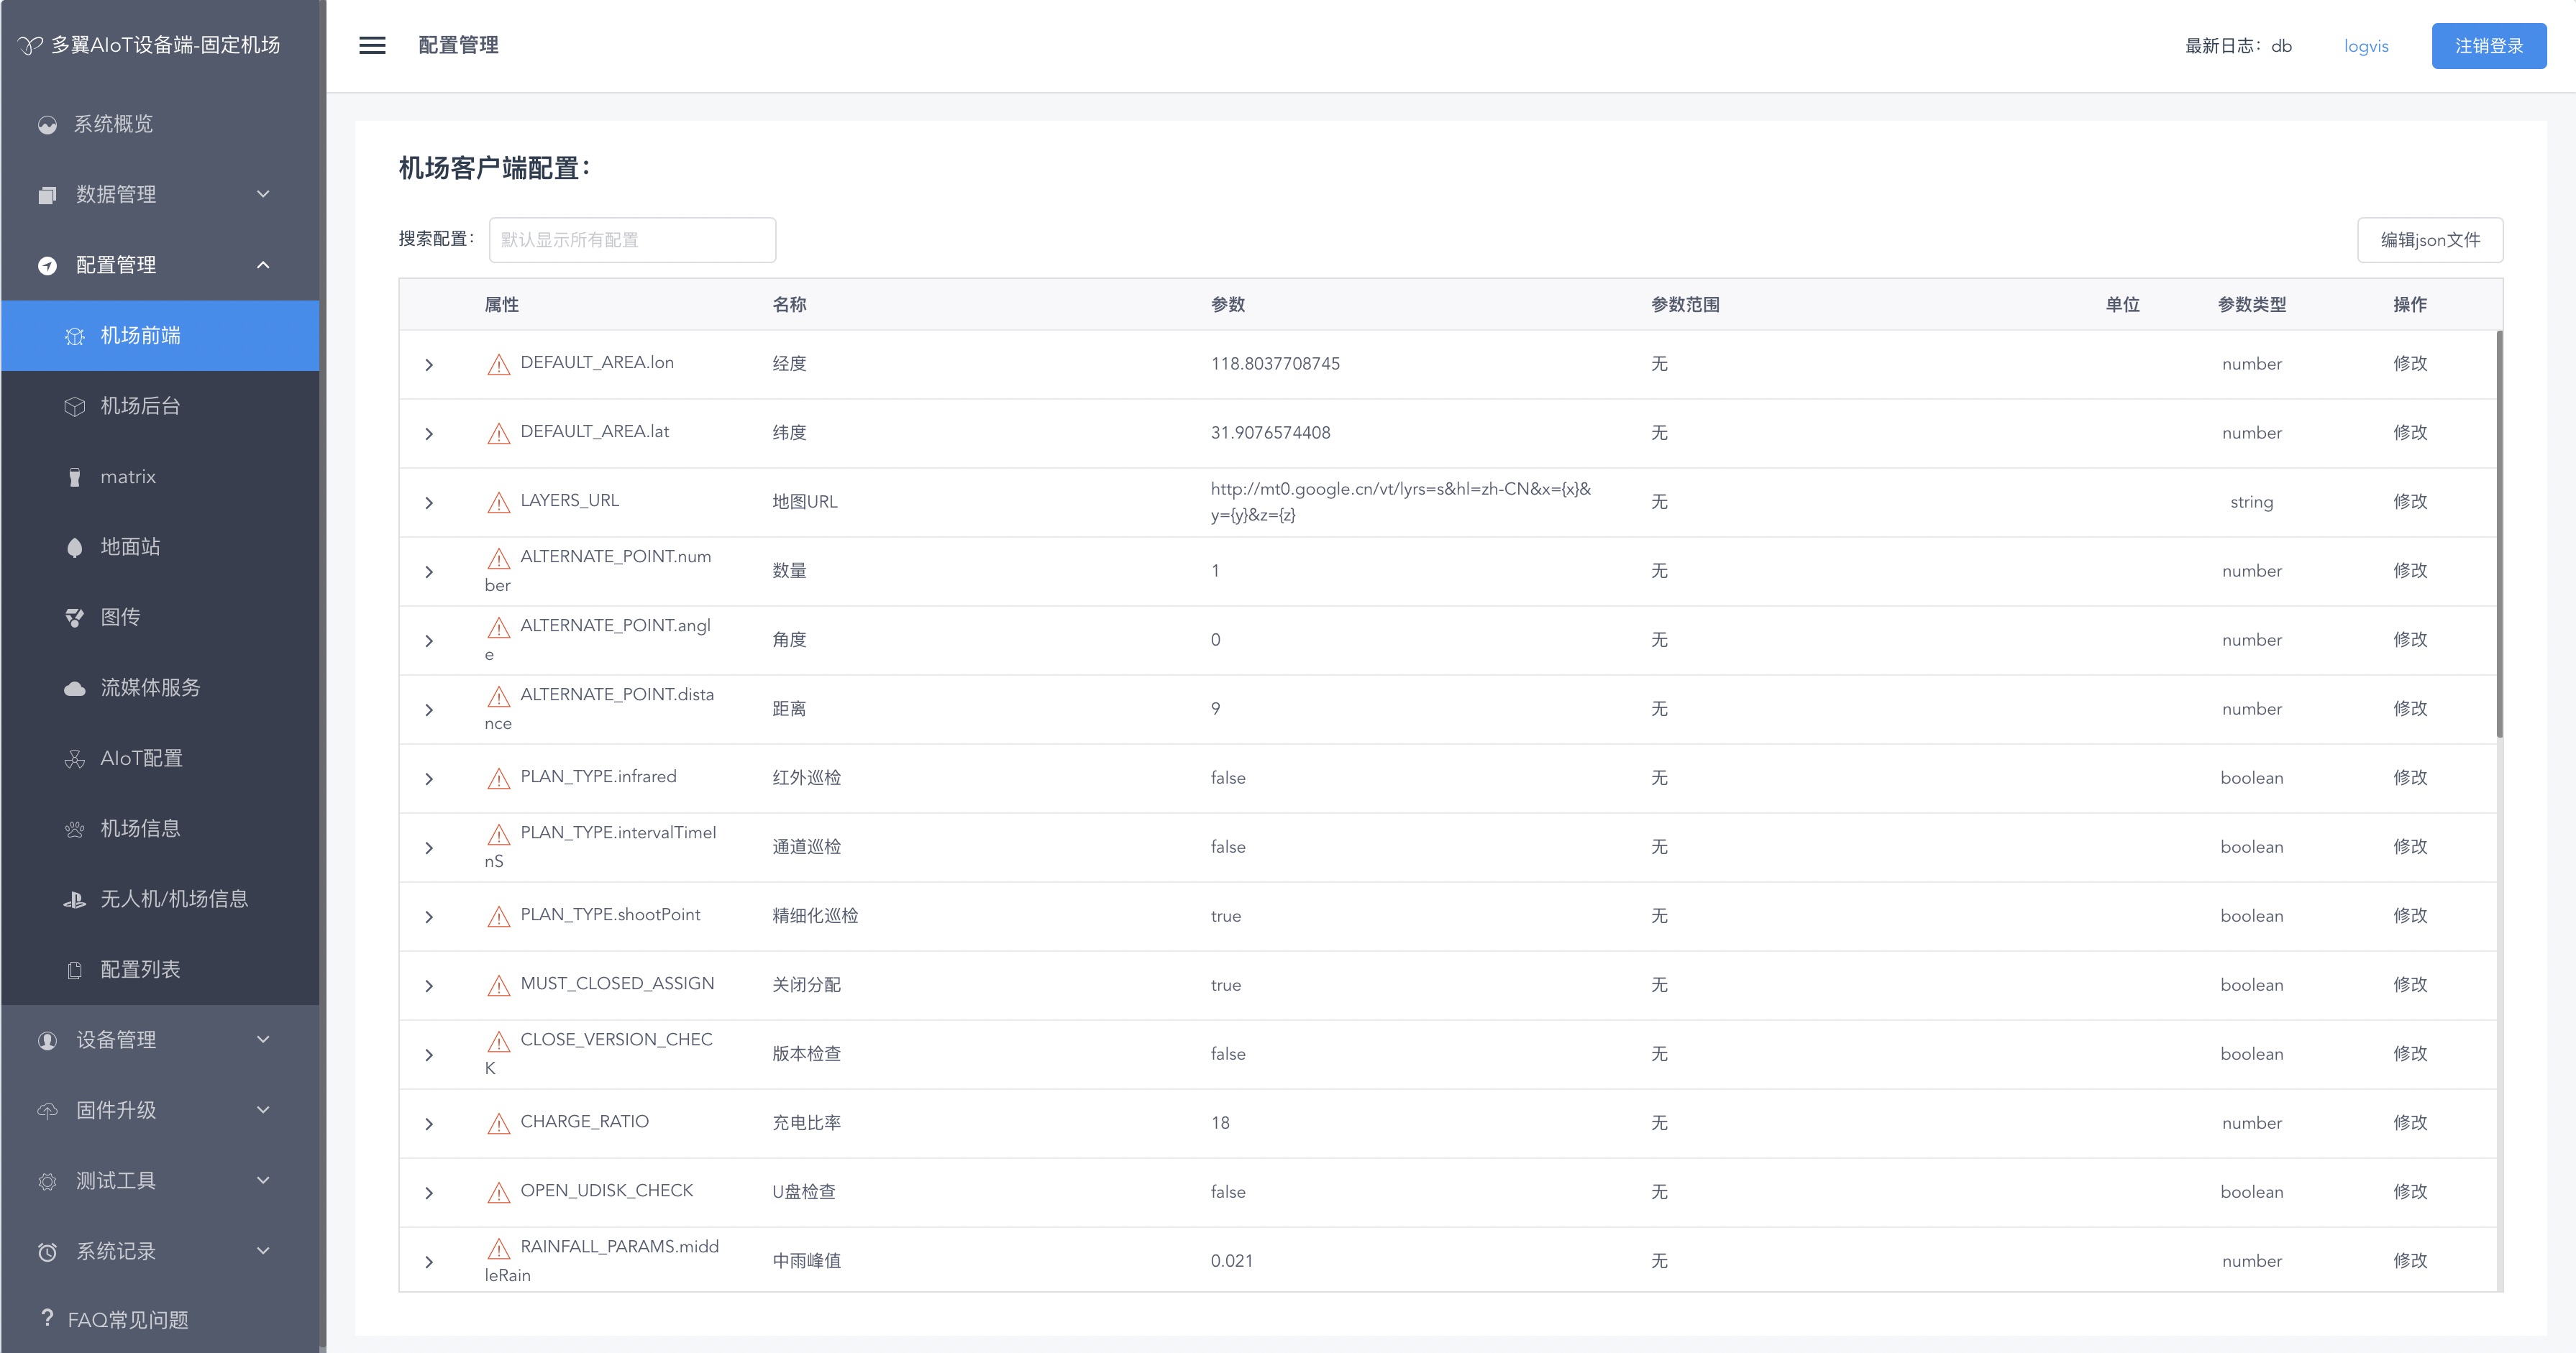 多翼AIoT设备端-固定机场
系统概览
数据管理
配置管理
机场前端
机场后台
matrix
地面站
图传
流媒体服务
AIoT配置
机场信息
无人机/机场信息
配置列表
设备管理
固件升级
测试工具
系统记录
? FAQ常见问题
配置管理
最新日志：db
logvis
注销登录
机场客户端配置：
搜索配置：
默认显示所有配置
编辑json文件
属性 名称 参数 参数范围 单位 参数类型 操作
DEFAULT_AREA.lon 经度 118.8037708745 无 number 修改
DEFAULT_AREA.lat 纬度 31.9076574408 无 number 修改
LAYERS_URL 地图URL http://mt0.google.cn/vt/lyrs=s&hl=zh-CN&x={x}& 无 string 修改
y={y}&z={z}
ALTERNATE_POINT.num 数量 1 无 number 修改
ber
ALTERNATE_POINT.angl 角度 0 无 number 修改
e
ALTERNATE_POINT.dista 距离 9 无 number 修改
nce
PLAN_TYPE.infrared 红外巡检 false 无 boolean 修改
PLAN_TYPE.intervalTimeI 通道巡检 false 无 boolean 修改
nS
PLAN_TYPE.shootPoint 精细化巡检 true 无 boolean 修改
MUST_CLOSED_ASSIGN 关闭分配 true 无 boolean 修改
CLOSE_VERSION_CHEC 版本检查 false 无 boolean 修改
K
CHARGE_RATIO 充电比率 18 无 number 修改
OPEN_UDISK_CHECK U盘检查 false 无 boolean 修改
RAINFALL_PARAMS.midd 中雨峰值 0.021 无 number 修改
leRain